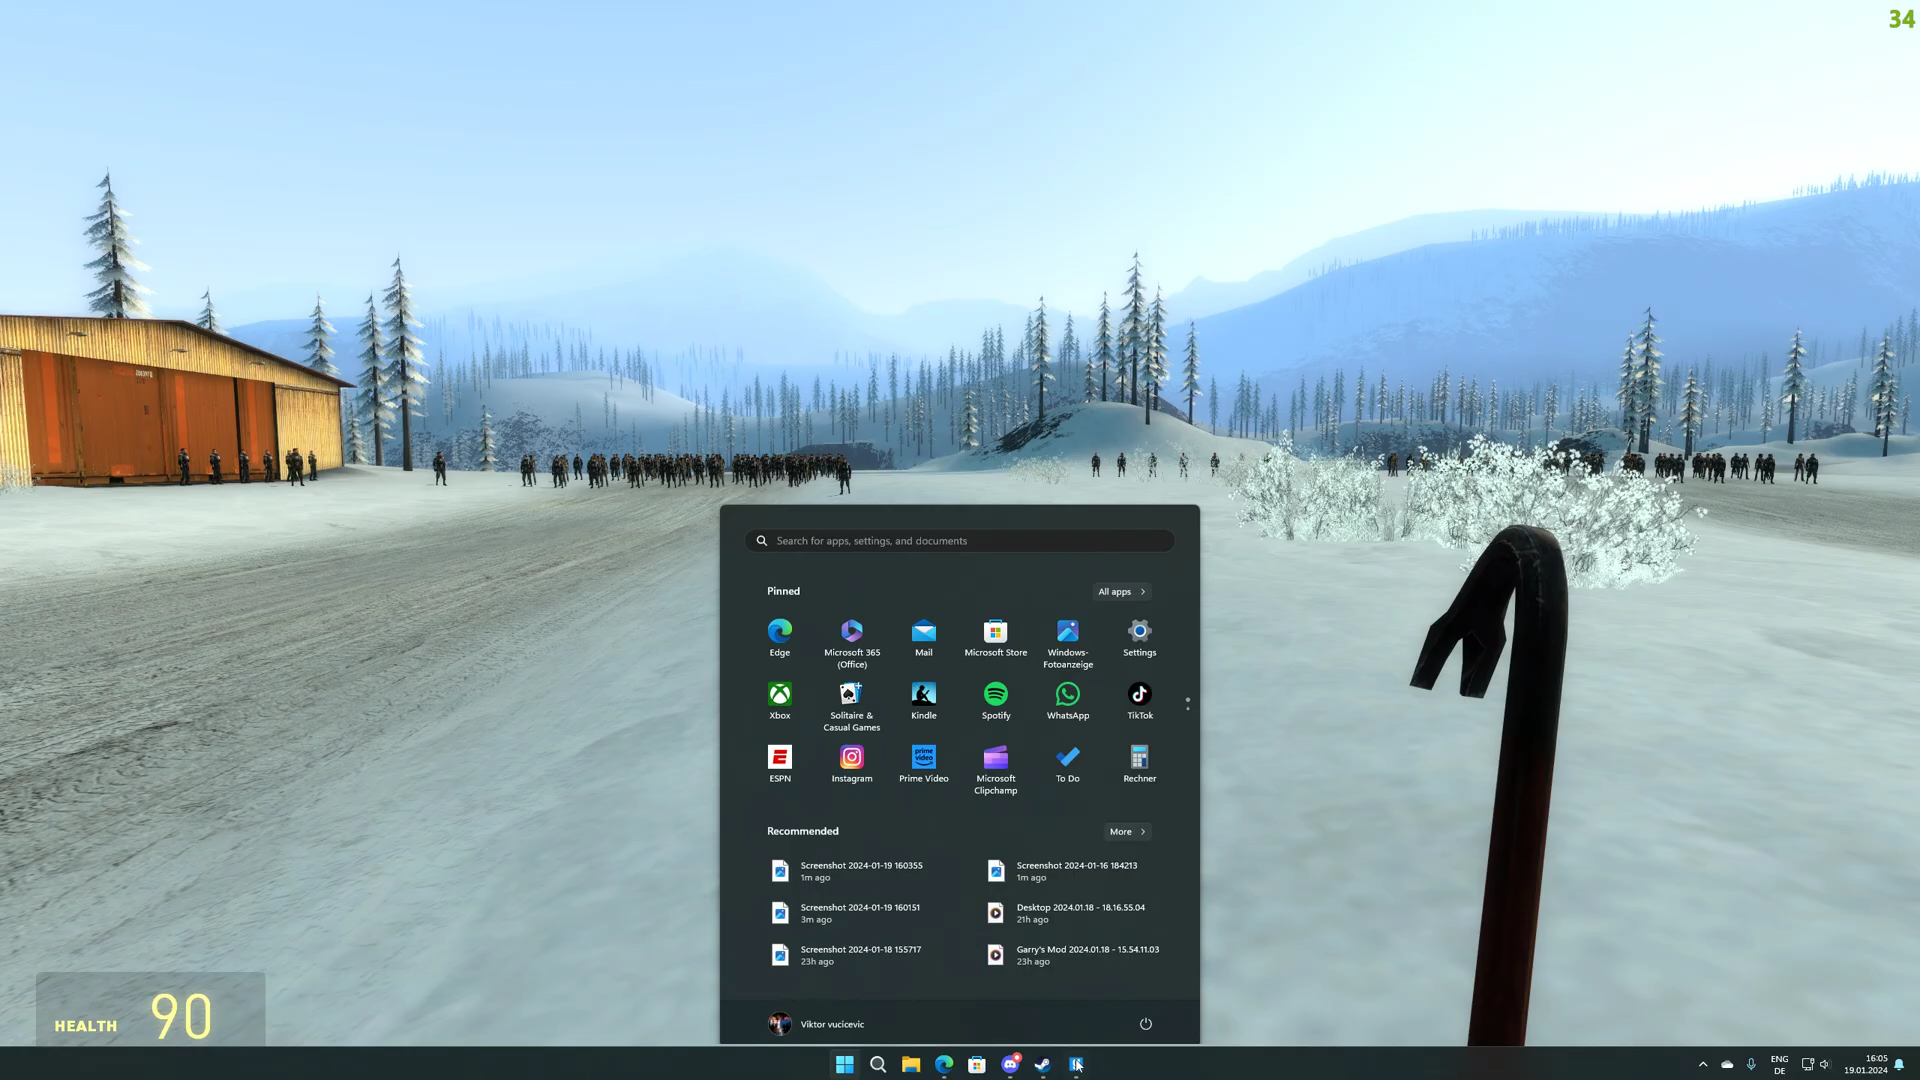 34
Search for apps, settings, and documents
Pinned
All apps
Edge
Microsoft 365
(Office)
Mail
Microsoft Store
Windows-
Fotoanzeige
Settings
Xbox
Solitaire &
Casual Games
Kindle
Spotify
WhatsApp
TikTok
ESPN
Instagram
prime
video
Prime Video
Microsoft
Clipchamp
To Do
Rechner
Recommended
More
Screenshot 2024-01-19 160355
1m ago
Screenshot 2024-01-16 184213
1m ago
Screenshot 2024-01-19 160151
3m ago
Desktop 2024.01.18 - 18.16.55.04
21h ago
Screenshot 2024-01-18 155717
23h ago
Garry's Mod 2024.01.18 - 15.54.11.03
23h ago
Viktor vucicevic
HEALTH 90
ENG
DE
16:05
19.01.2024